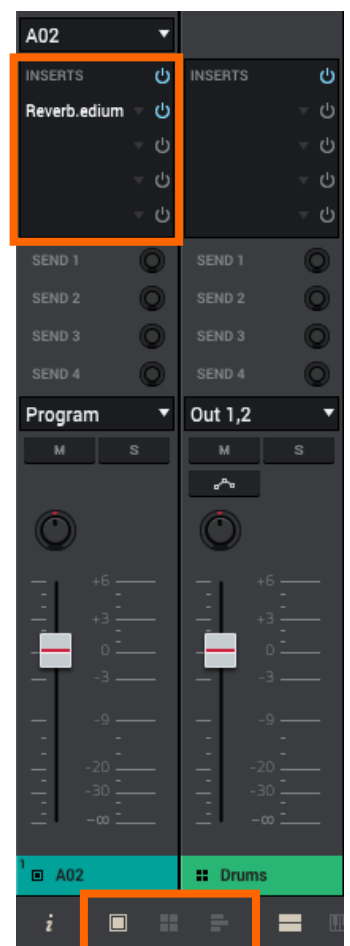 A02
INSERTS INSERTS
Reverb.edium
SEND 1 SEND 1
SEND 2 SEND 2
SEND 3 SEND 3
SEND 4 SEND 4
Program Out 1,2
M S M S
+6 +6
+3 +3
0 0
-3 -3
-9 -9
-20 -20
-30 -30
-∞ -∞
1 A02 Drums
i